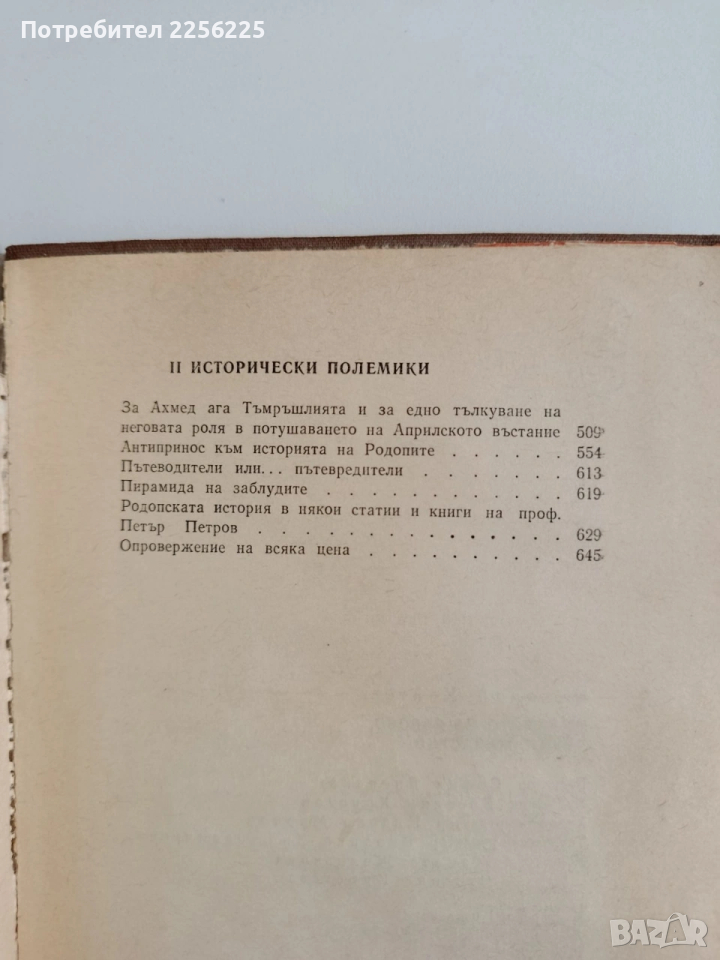 Потребител 2256225
II ИСТОРИЧЕСКИ ПОЛЕМИКИ
За Ахмед ага Тъмръшлията и за едно тълкуване на
неговата роля в потушаването на Априлското въстание 509
Антипринос към историята на Родопите . . . . . . 554
Пътеводители или... пътевредители . . . . . . . . 613
Пирамида на заблудите . . . . . . . . . . . . 619
Родопската история в някои статии и книги на проф.
Петър Петров . . . . . . . . . . . . . . 629
Опровержение на всяка цена . . . . . . . . . . 645
BAZAR